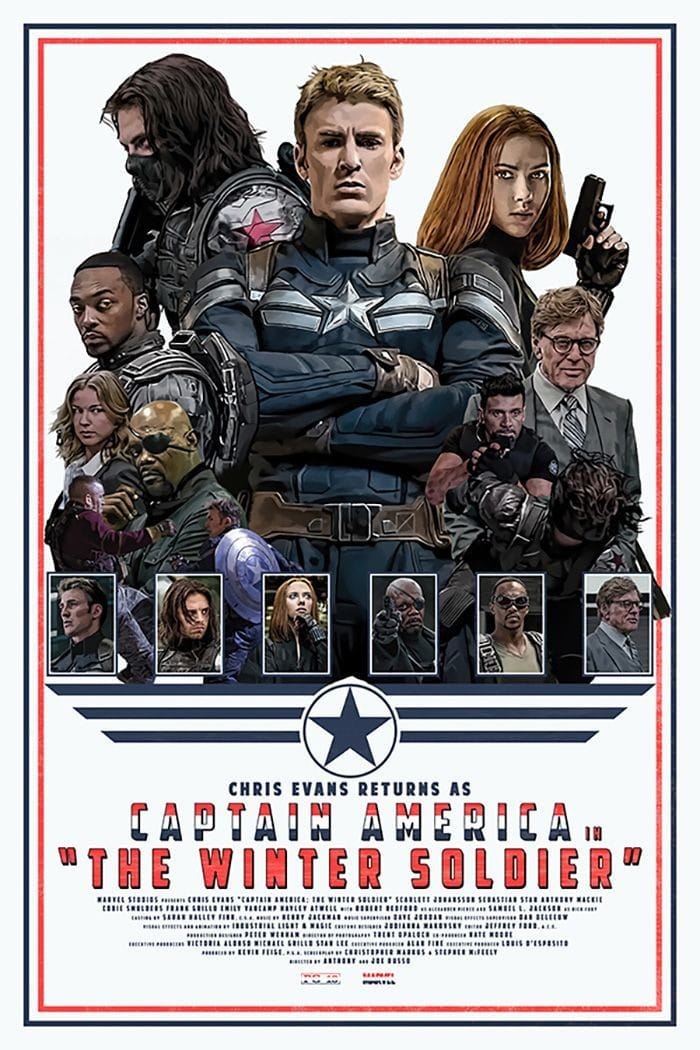 CHRIS EVANS RETURNS AS
CAPTAIN AMERICA IN
"THE WINTER SOLDIER"
MARVEL STUDIOS PRESENTS CHRIS EVANS "CAPTAIN AMERICA: THE WINTER SOLDIER" SCARLETT JOHANSSON SEBASTIAN STAN ANTHONY MACKIE
COBIE SMULDERS FRANK GRILLO EMILY VANCAMP HAYLEY ATWELL WITH ROBERT REDFORD AS ALEXANDER PIERCE AND SAMUEL L. JACKSON AS NICK FURY
CASTING BY SARAH HALLEY FINN, C.S.A. MUSIC BY HENRY JACKMAN MUSIC SUPERVISOR DAVE JORDAN VISUAL EFFECTS SUPERVISOR DAN DELEEUW
VISUAL EFFECTS AND ANIMATION BY INDUSTRIAL LIGHT & MAGIC COSTUME DESIGNER JUDIANNA MAKOVSKY EDITOR JEFFREY FORD, A.C.E.
PRODUCTION DESIGNER PETER WENHAM DIRECTOR OF PHOTOGRAPHY TRENT OPALOCH CO-PRODUCER NATE MOORE
EXECUTIVE PRODUCERS VICTORIA ALONSO MICHAEL GRILLO STAN LEE EXECUTIVE PRODUCER ALAN FINE EXECUTIVE PRODUCER LOUIS D'ESPOSITO
PRODUCED BY KEVIN FEIGE, P.G.A. SCREENPLAY BY CHRISTOPHER MARKUS & STEPHEN McFEELY
DIRECTED BY ANTHONY AND JOE RUSSO
PG-13 MARVEL